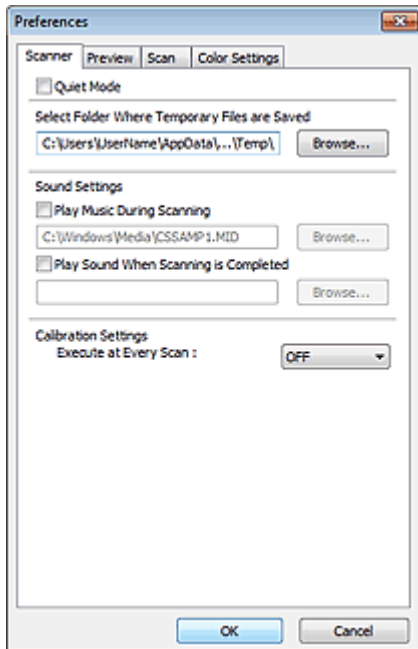 Preferences
Scanner Preview Scan Color Settings
Quiet Mode
Select Folder Where Temporary Files are Saved
C:\Users\UserName\AppData\...\Temp\ Browse...
Sound Settings
Play Music During Scanning
C:\Windows\Media\CSSAMP1.MID Browse...
Play Sound When Scanning is Completed
Browse...
Calibration Settings
Execute at Every Scan : OFF
OK Cancel